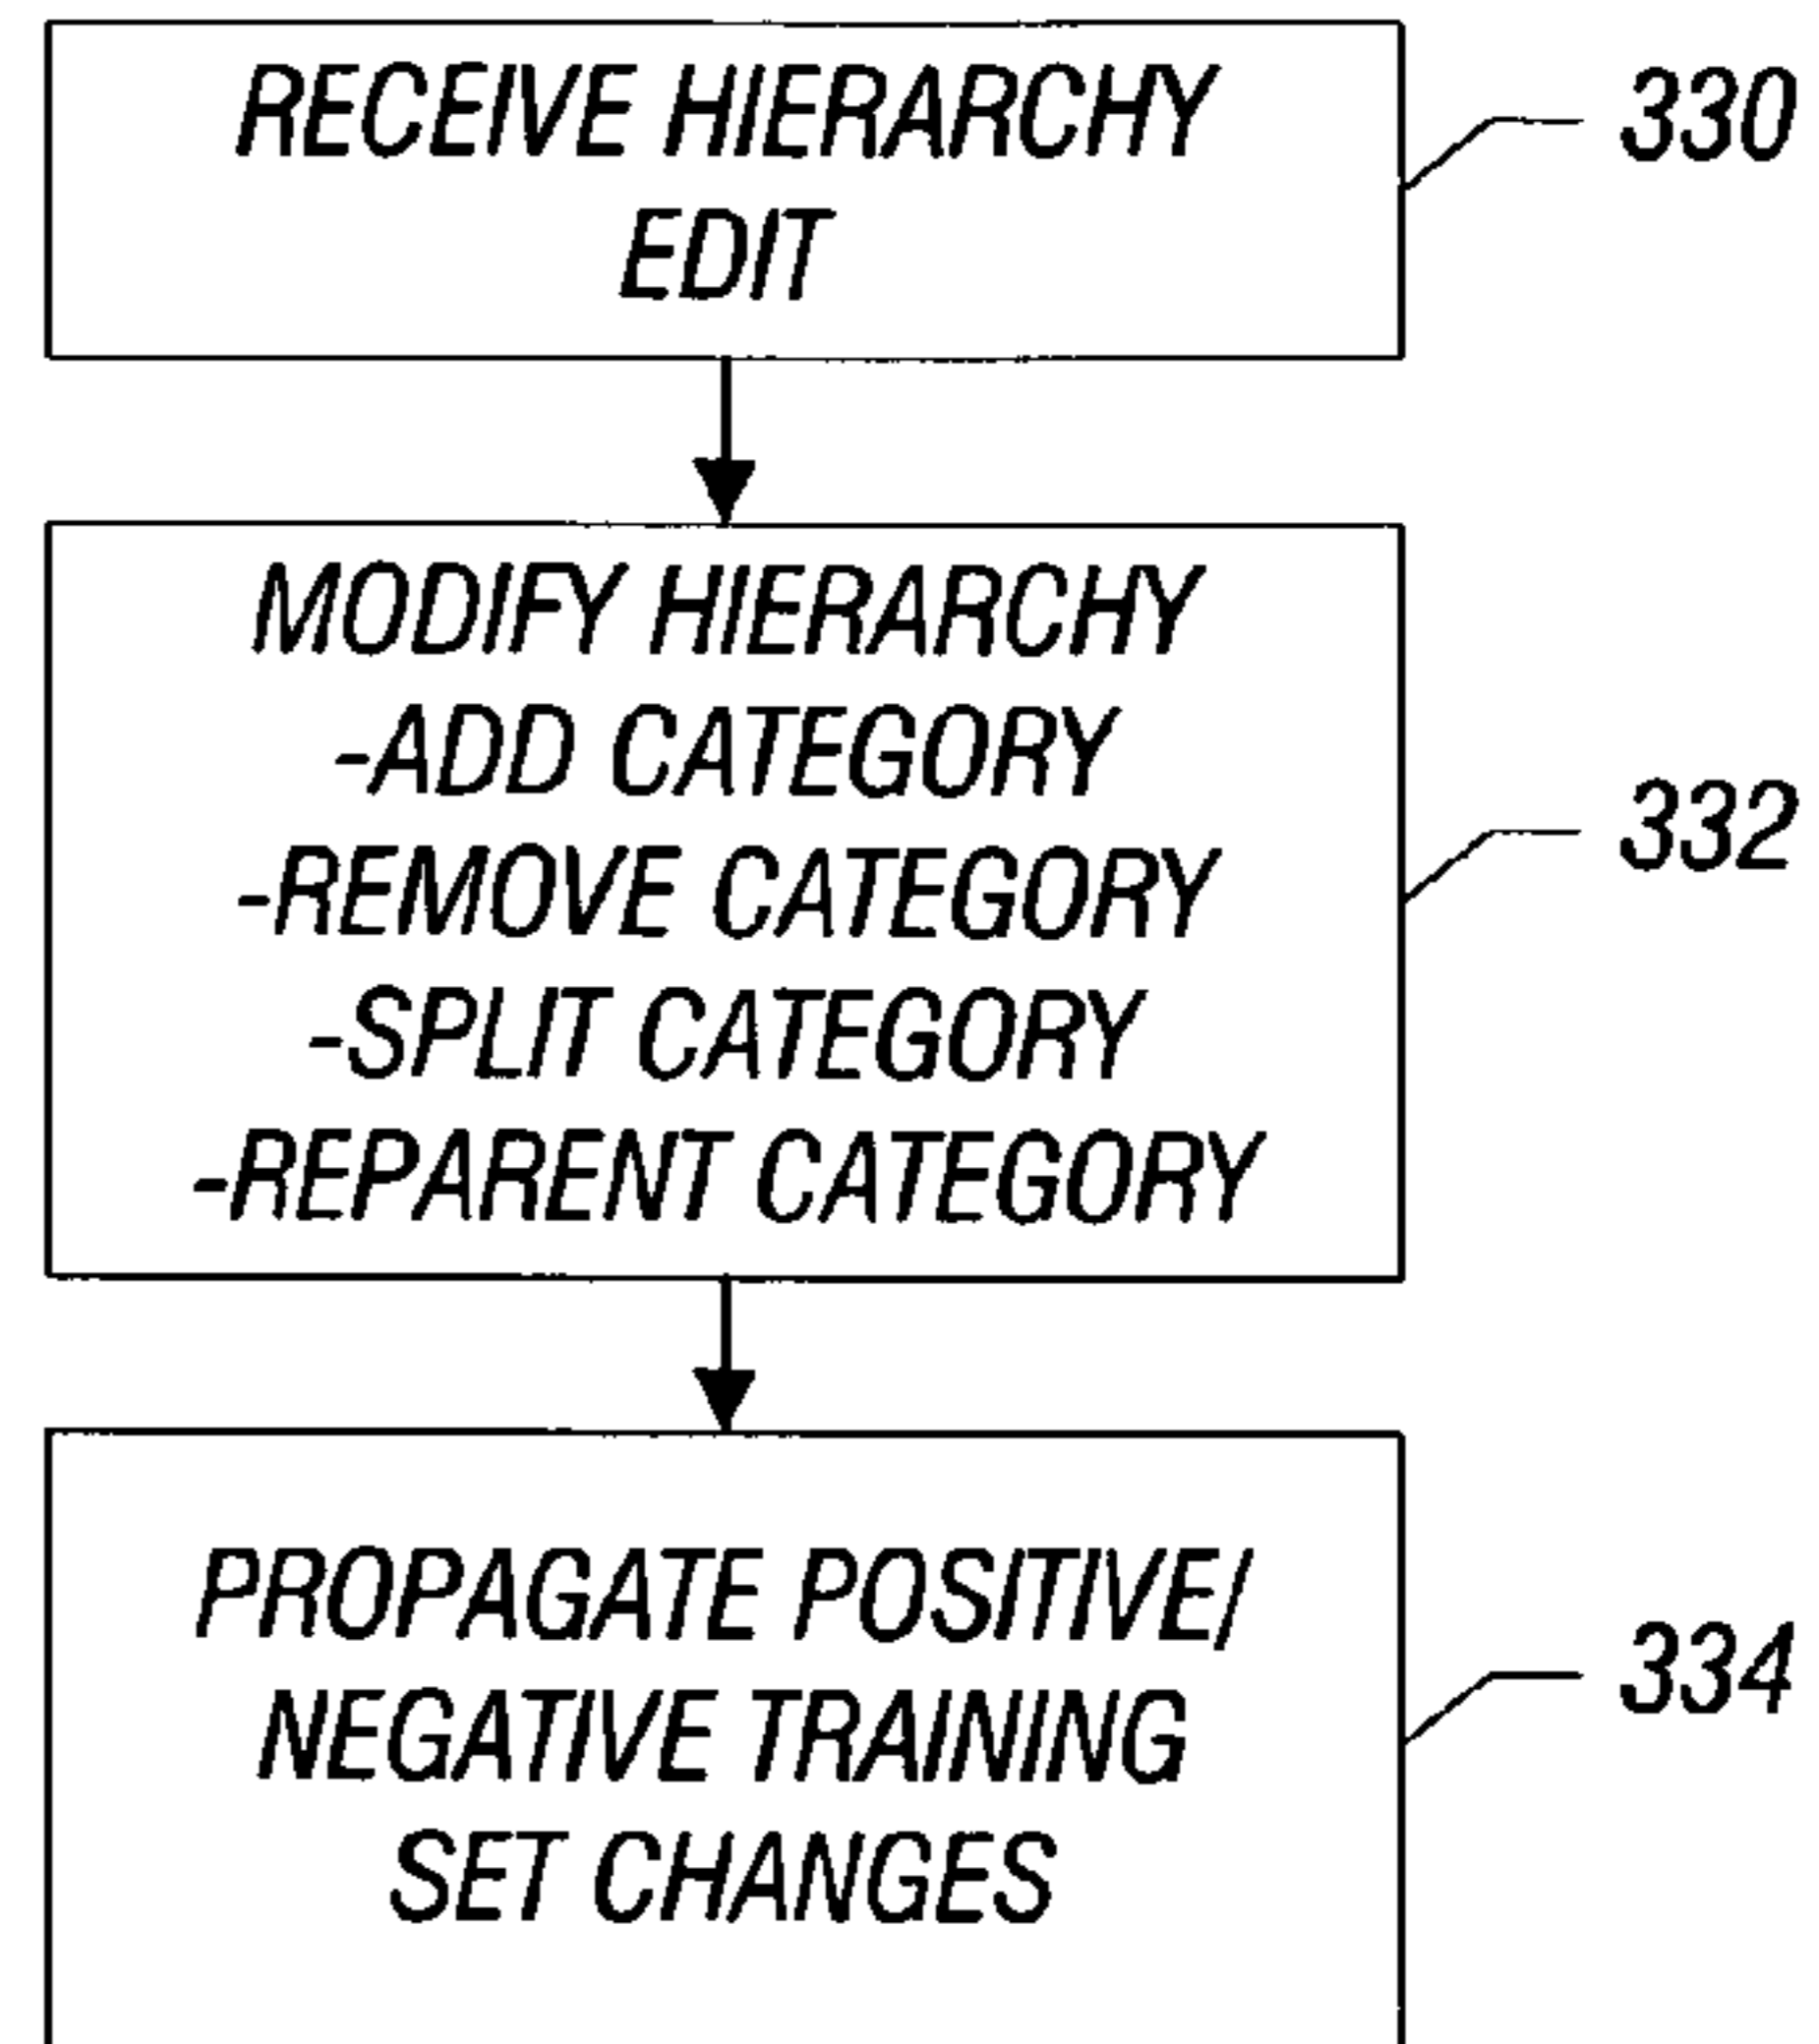 RECEIVE HIERARCHY
EDIT
330
MODIFY HIERARCHY
-ADD CATEGORY
-REMOVE CATEGORY
-SPLIT CATEGORY
-REPARENT CATEGORY
332
PROPAGATE POSITIVE/
NEGATIVE TRAINING
SET CHANGES
334